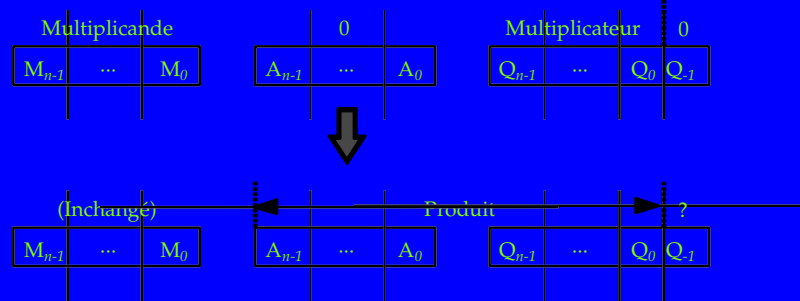 Multiplicande 0 Multiplicateur 0
Mn-1 ... M0 An-1 ... A0 Qn-1 ... Q0 Q-1
(Inchangé) Produit ?
Mn-1 ... M0 An-1 ... A0 Qn-1 ... Q0 Q-1